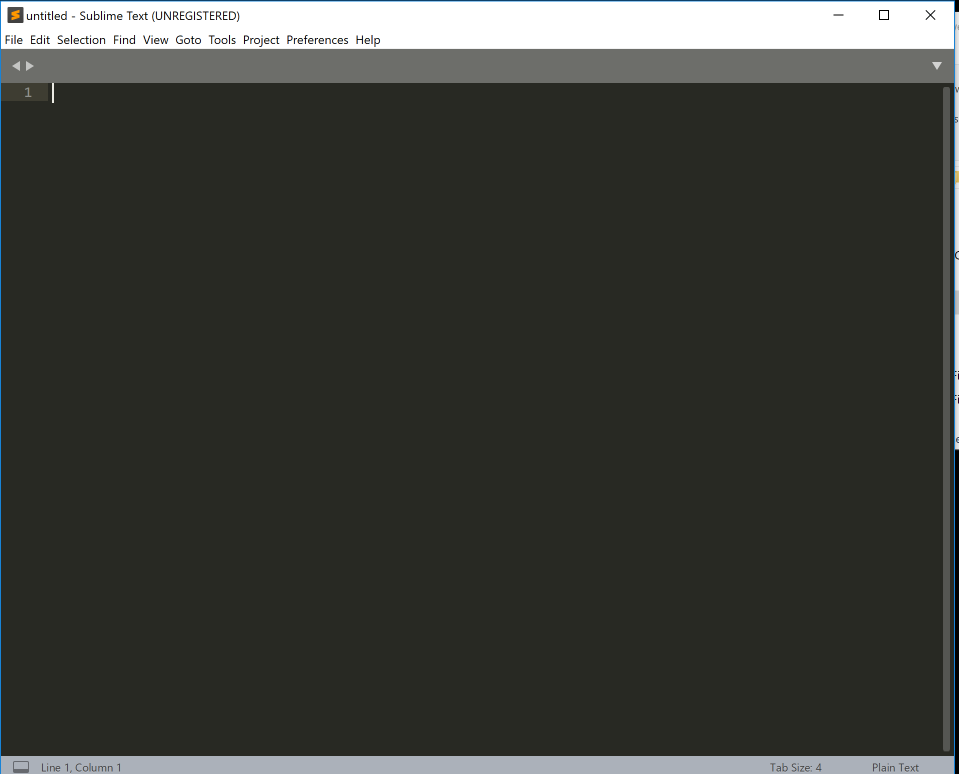 untitled - Sublime Text (UNREGISTERED)
File Edit Selection Find View Goto Tools Project Preferences Help
1
Line 1, Column 1 Tab Size: 4 Plain Text